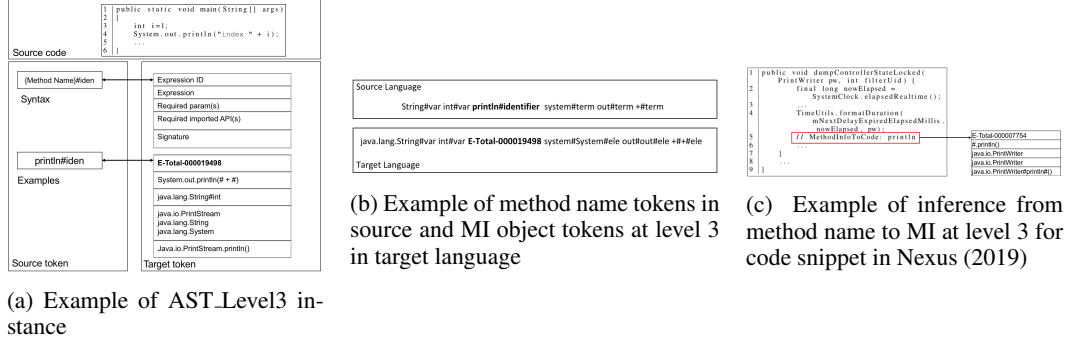 1 public static void main(String[] args)
2 {
3 int i=1;
4 System.out.println("index " + i);
5 ...
6 }
Source code
{Method Name}#iden
Syntax
Expression ID
Expression
Required param(s)
Required imported API(s)
Signature
println#iden
Examples
E-Total-000019498
System.out.println(# + #)
java.lang.String#int
java.io.PrintStream
java.lang.String
java.lang.System
Java.io.PrintStream.println()
Source token
Target token
(a) Example of AST_Level3 in-
stance
Source Language
String#var int#var println#identifier system#term out#term +#term
java.lang.String#var int#var E-Total-000019498 system#System#ele out#out#ele +#+#ele
Target Language
(b) Example of method name tokens in
source and MI object tokens at level 3
in target language
1 public void dumpControllerStateLocked(
PrintWriter pw, int filterUid) {
2 final long nowElapsed =
SystemClock.elapsedRealtime();
3 ...
4 TimeUtils.formatDuration(
mNextDelayExpiredElapsedMillis,
nowElapsed, pw);
5 // MethodInfoToCode: println
6 ...
7 }
8 ...
9 }
E-Total-000007754
#.println()
java.io.PrintWriter
java.io.PrintWriter
java.io.PrintWriter#println#()
(c) Example of inference from
method name to MI at level 3 for
code snippet in Nexus (2019)